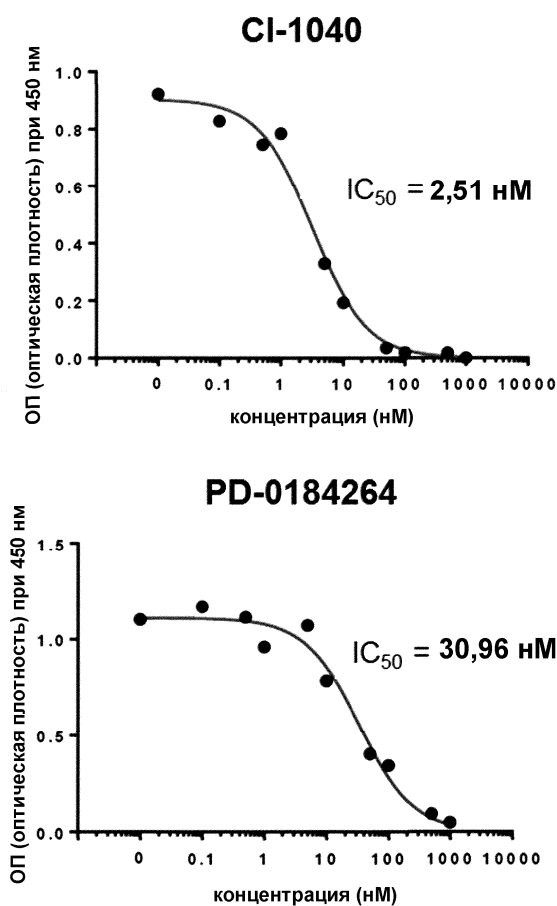 CI-1040
ОП (оптическая плотность) при 450 нм
1.0
0.8
0.6
0.4
0.2
0.0
IC50 = 2,51 нМ
0 0.1 1 10 100 1000 10000
концентрация (нМ)
PD-0184264
ОП (оптическая плотность) при 450 нм
1.5
1.0
0.5
0.0
IC50 = 30,96 нМ
0 0.1 1 10 100 1000 10000
концентрация (нМ)